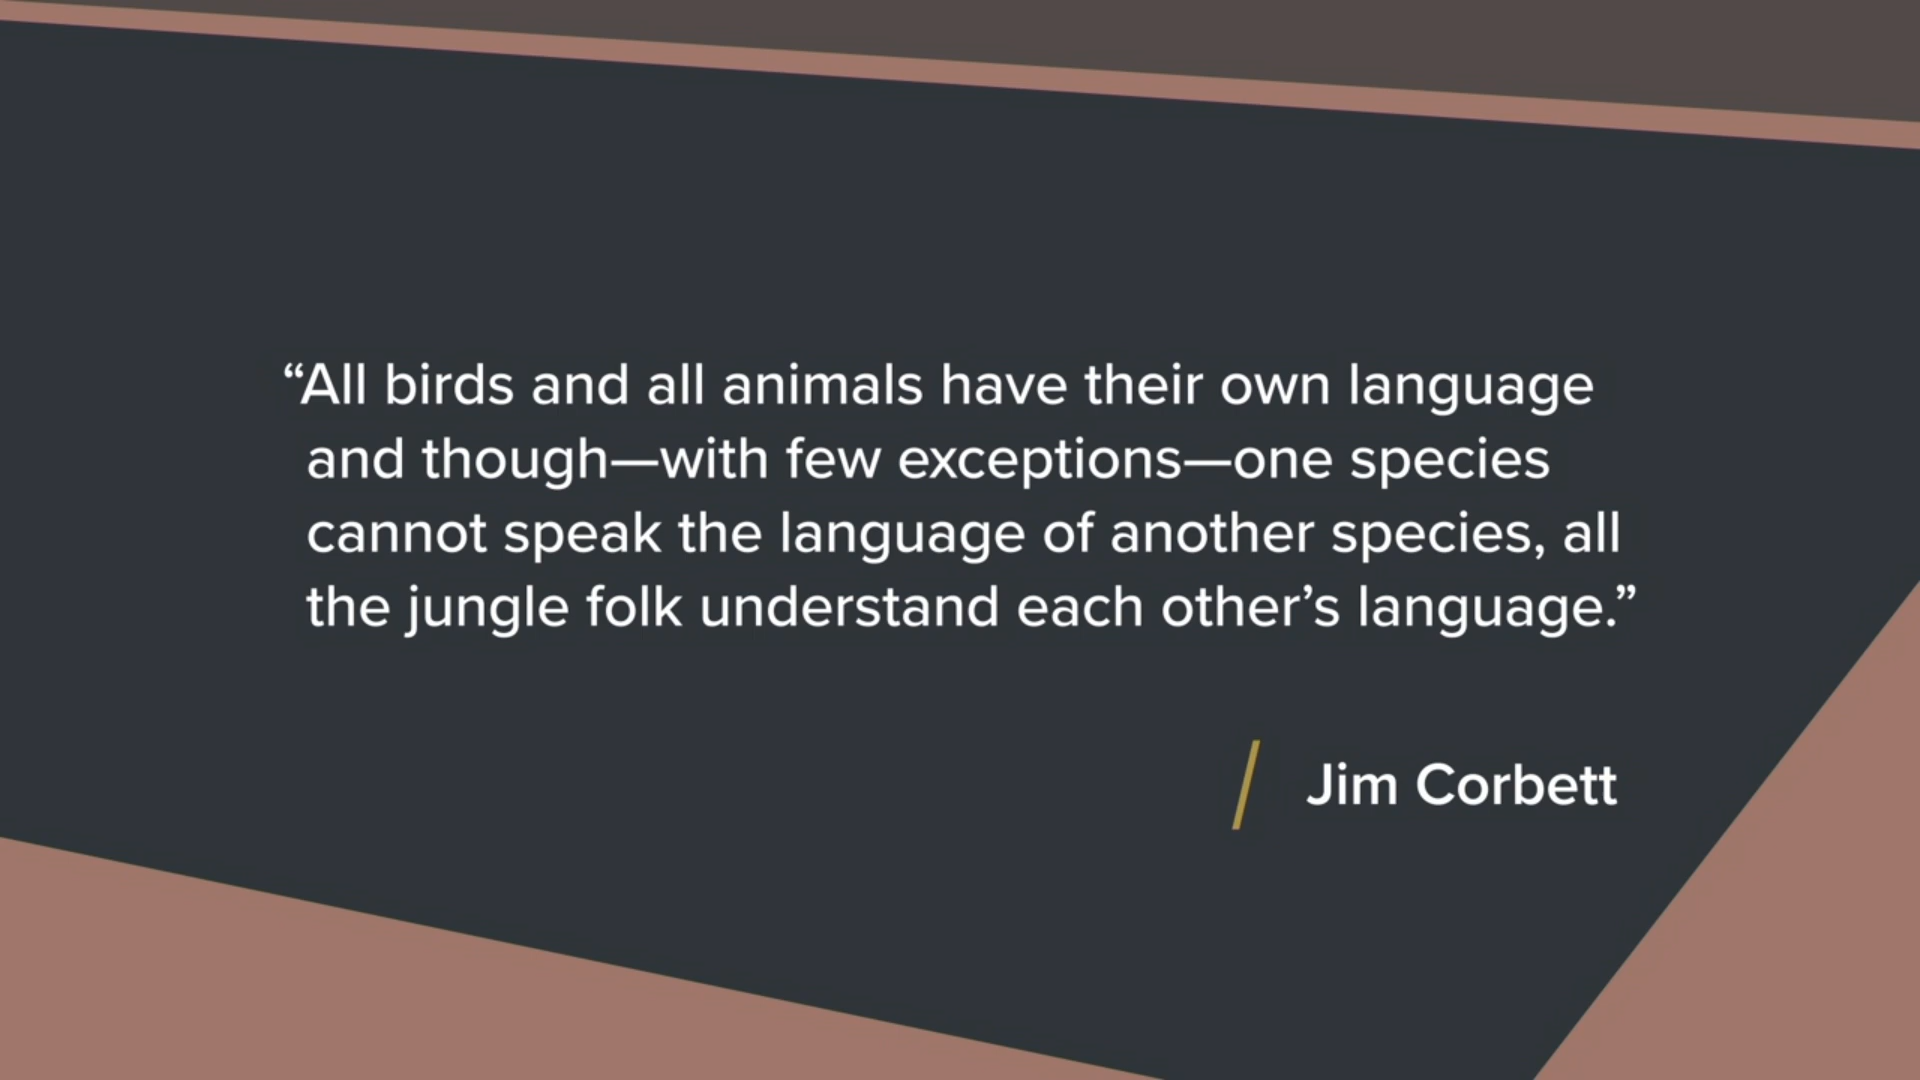 “All birds and all animals have their own language
and though—with few exceptions—one species
cannot speak the language of another species, all
the jungle folk understand each other’s language.”
Jim Corbett